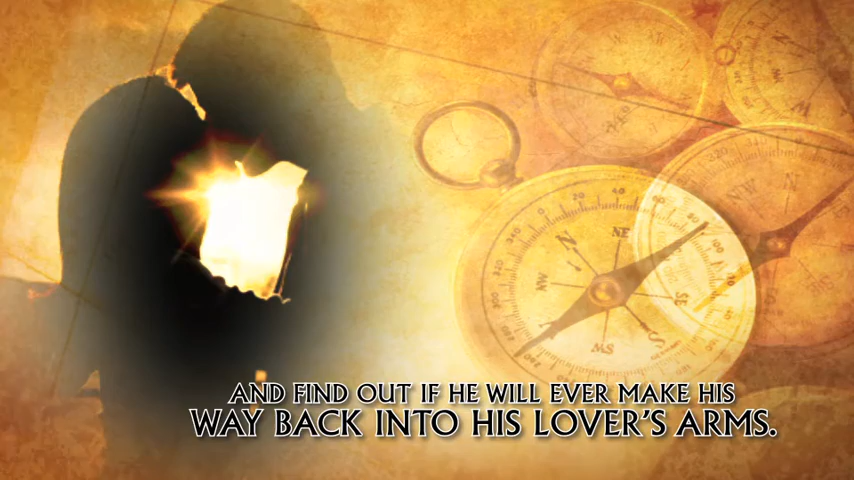 AND FIND OUT IF HE WILL EVER MAKE HIS
WAY BACK INTO HIS LOVER'S ARMS.